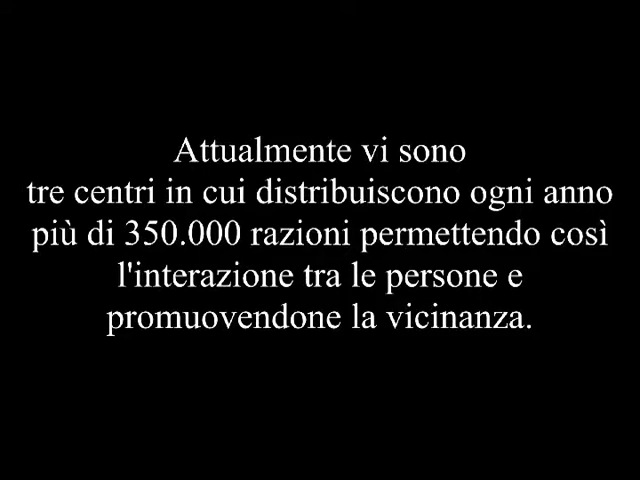 Attualmente vi sono
tre centri in cui distribuiscono ogni anno
più di 350.000 razioni permettendo così
l'interazione tra le persone e
promuovendone la vicinanza.